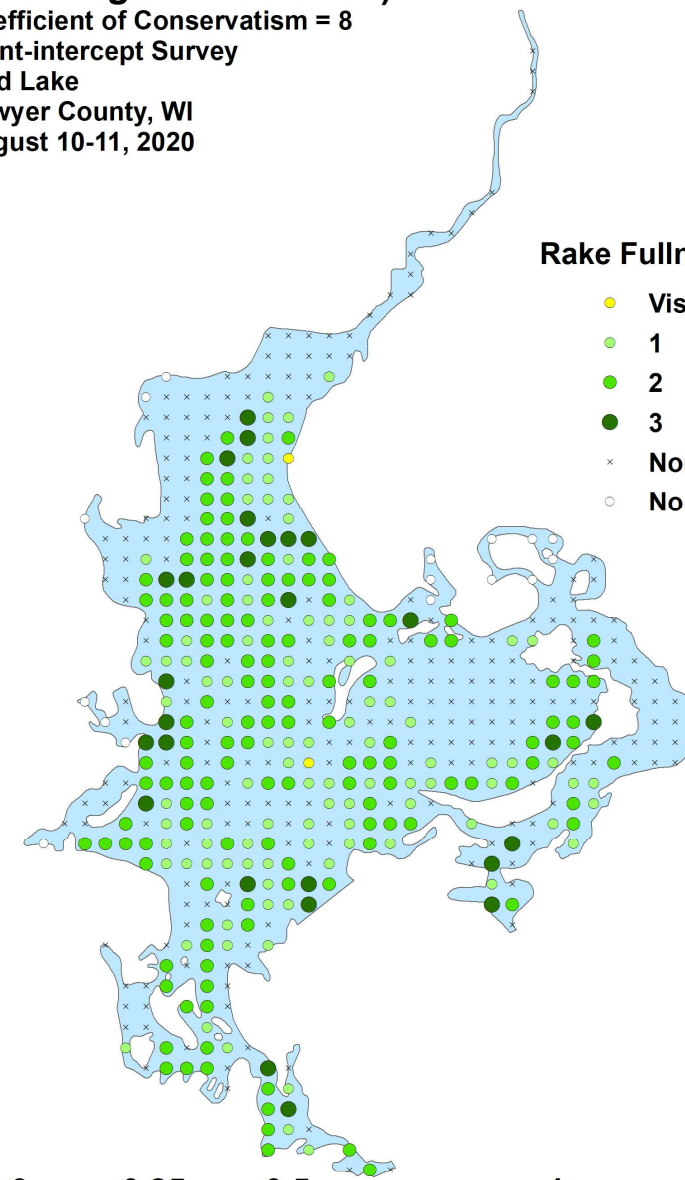 efficient of Conservatism = 8
nt-intercept Survey
d Lake
wyer County, WI
gust 10-11, 2020
Rake Fulln
Vis
1
2
3
No
No